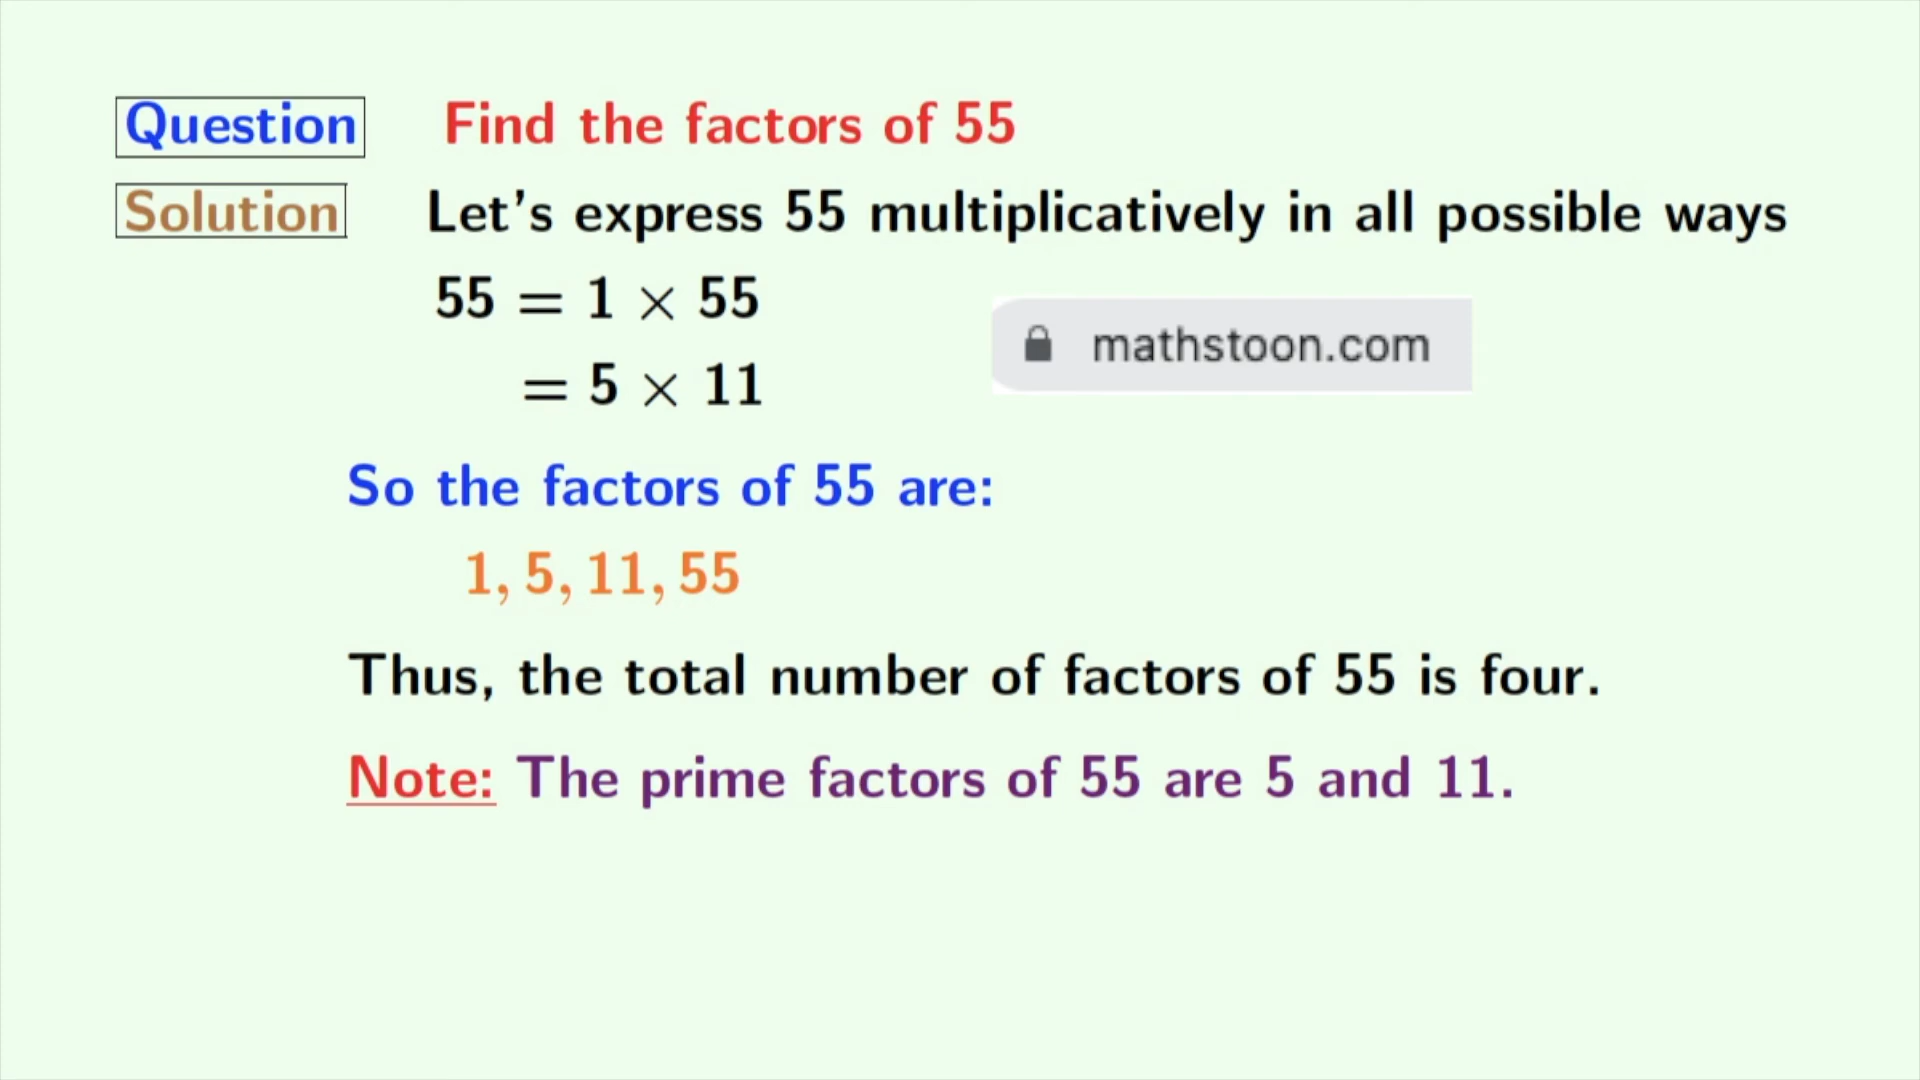 Question Find the factors of 55
Solution Let's express 55 multiplicatively in all possible ways
55 = 1 × 55
= 5 × 11
mathstoon.com
So the factors of 55 are:
1, 5, 11, 55
Thus, the total number of factors of 55 is four.
Note: The prime factors of 55 are 5 and 11.